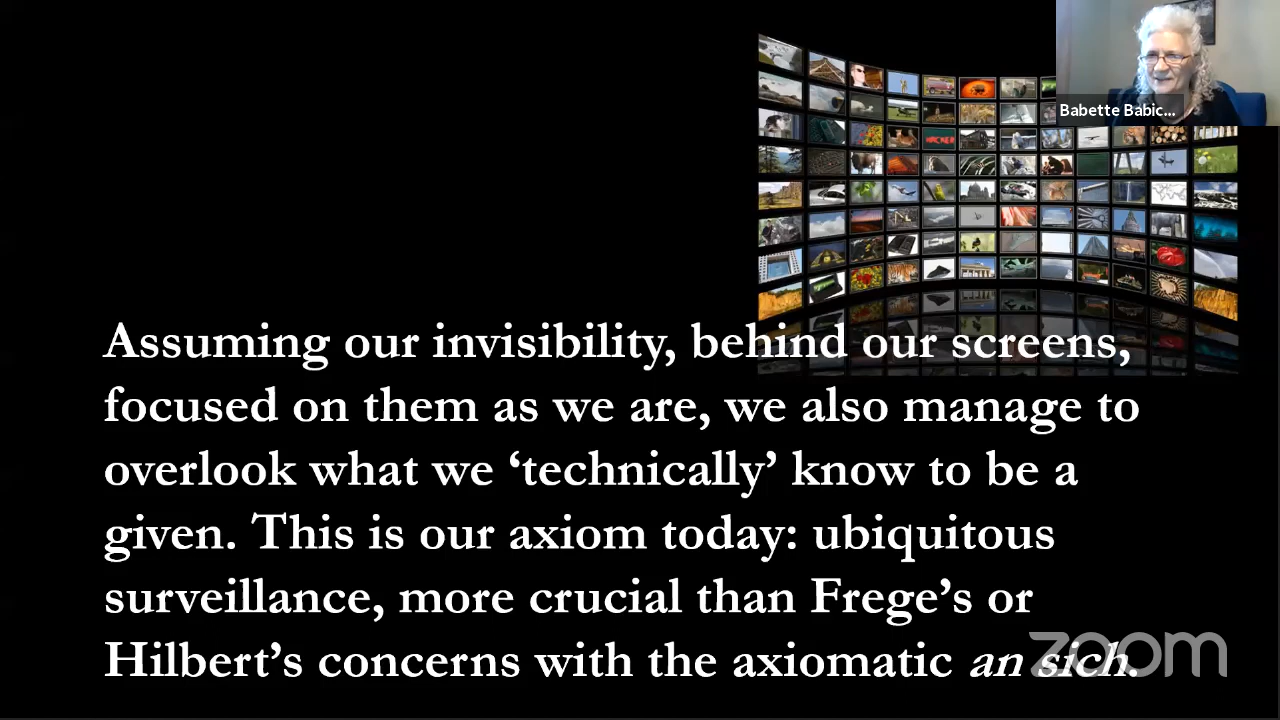 Babette Babic...
Assuming our invisibility, behind our screens,
focused on them as we are, we also manage to
overlook what we ‘technically’ know to be a
given. This is our axiom today: ubiquitous
surveillance, more crucial than Frege’s or
Hilbert’s concerns with the axiomatic an sich.
zoom